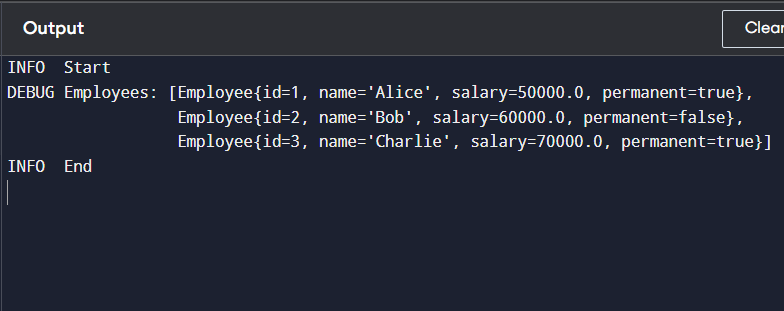 Output
Clear
INFO  Start
DEBUG Employees: [Employee{id=1, name='Alice', salary=50000.0, permanent=true},
                  Employee{id=2, name='Bob', salary=60000.0, permanent=false},
                  Employee{id=3, name='Charlie', salary=70000.0, permanent=true}]
INFO  End